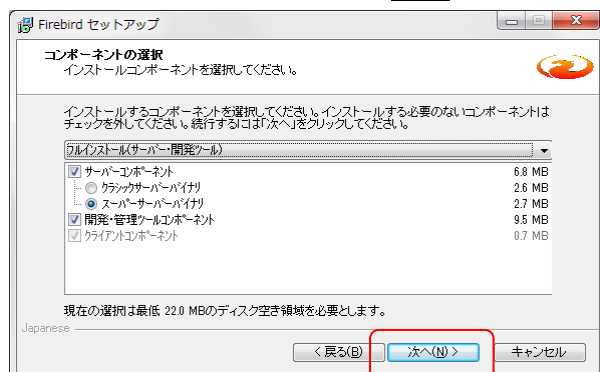 Firebird セットアップ
コンポーネントの選択
インストールコンポーネントを選択してください。
インストールするコンポーネントを選択してください。インストールする必要のないコンポーネントは
チェックを外してください。続行するには「次へ」をクリックしてください。
フルインストール(サーバー・開発ツール)
サーバーコンポーネント 6.8 MB
クラシックサーバーバイナリ 2.6 MB
スーパーサーバーバイナリ 2.7 MB
開発・管理ツールコンポーネント 9.5 MB
クライアントコンポーネント 0.7 MB
現在の選択は最低 22.0 MBのディスク空き領域を必要とします。
Japanese
< 戻る(B) 次へ(N) > キャンセル